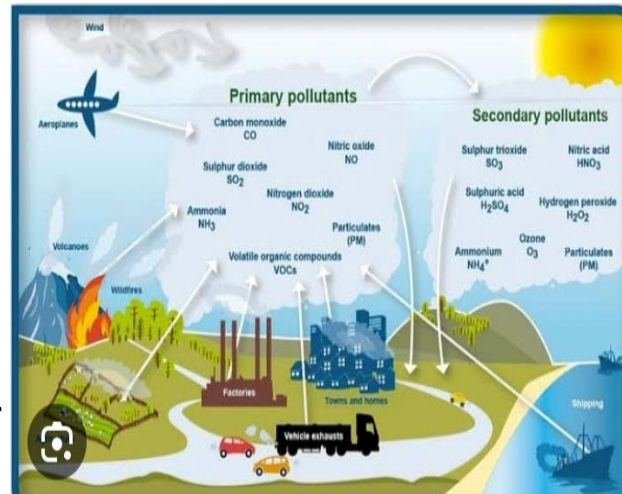 Wind
Primary pollutants
Secondary pollutants
Aeroplanes
Carbon monoxide
CO
Nitric oxide
NO
Sulphur dioxide
SO₂
Nitrogen dioxide
NO₂
Ammonia
NH₃
Particulates
(PM)
Volatile organic compounds
VOCs
Sulphur trioxide
SO₃
Nitric acid
HNO₃
Sulphuric acid
H₂SO₄
Hydrogen peroxide
H₂O₂
Ammonium
NH₄⁺
Ozone
O₃
Particulates
(PM)
Volcanoes
Wildfires
Factories
Towns and homes
Shipping
Vehicle exhausts